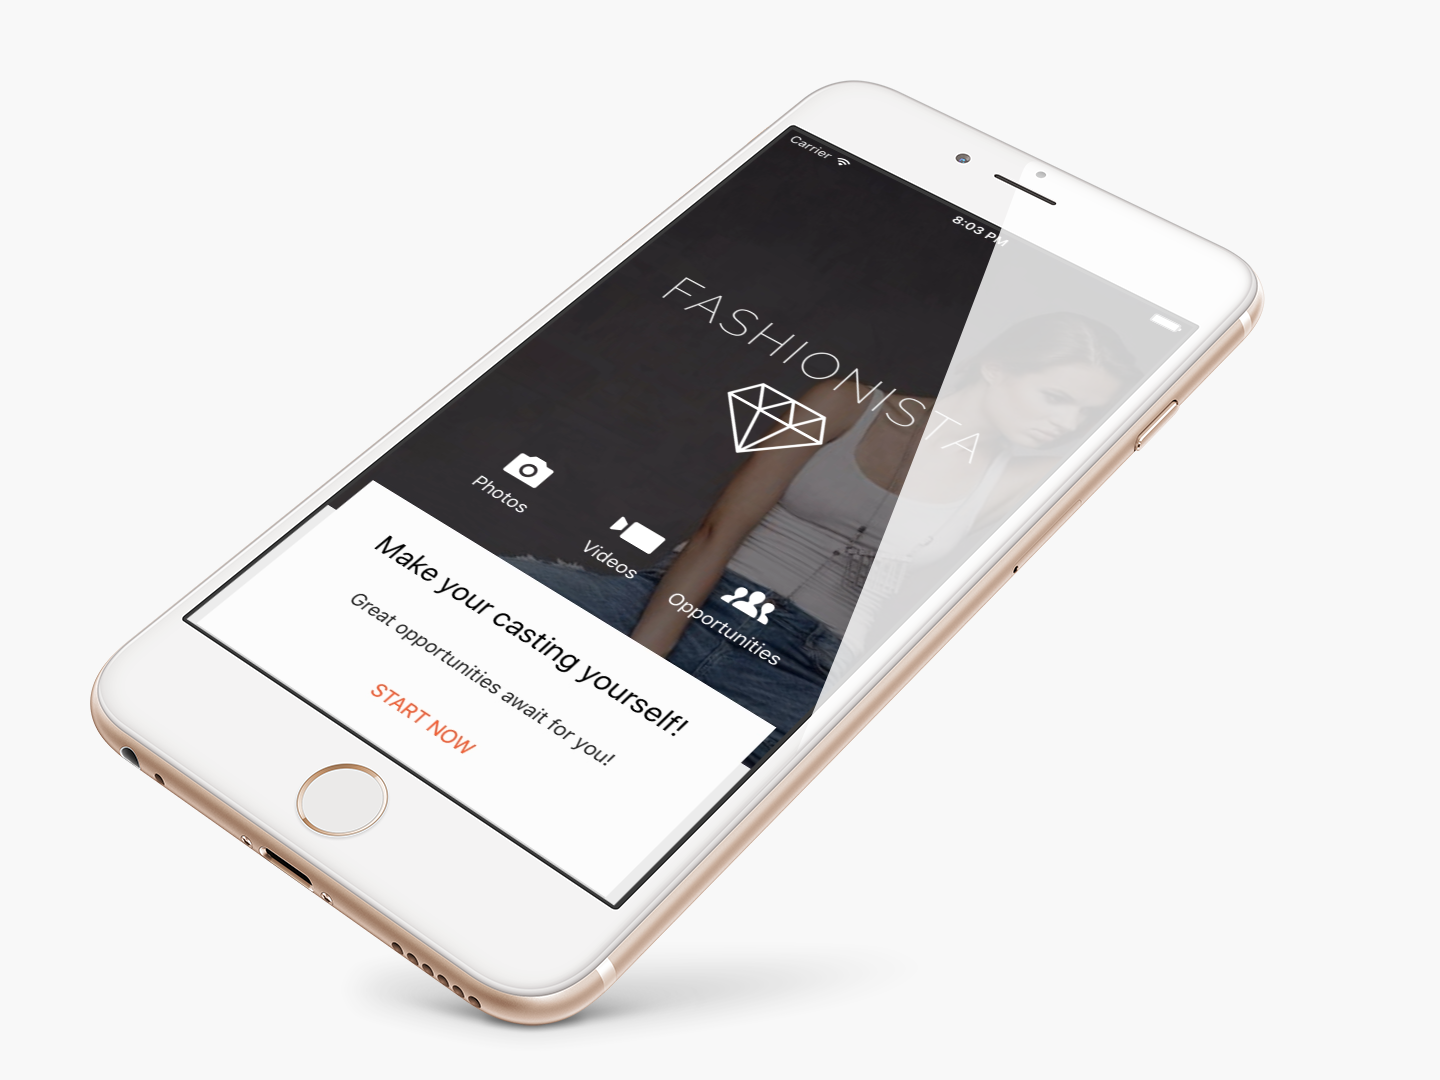 Carrier
8:03 PM
FASHIONISTA
Photos
Videos
Opportunities
Make your casting yourself!
Great opportunities await for you!
START NOW